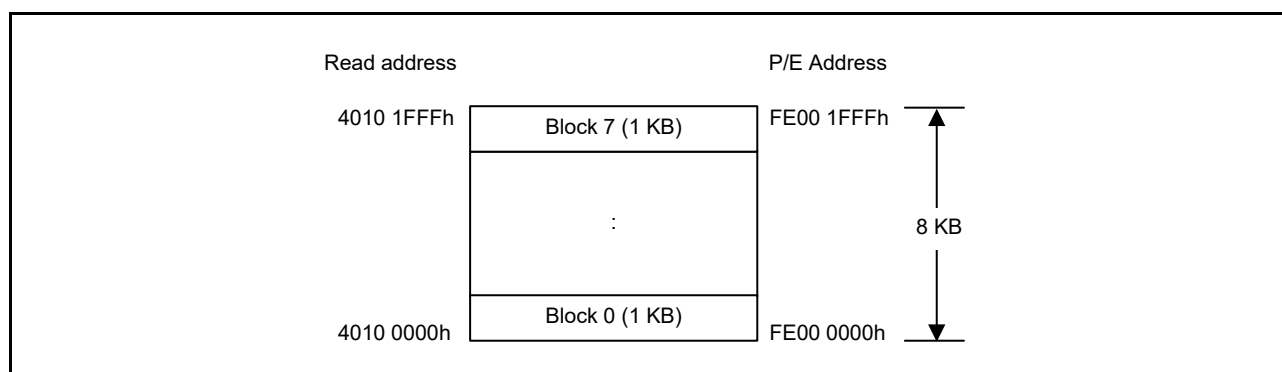 Read address P/E Address
4010 1FFFh Block 7 (1 KB) FE00 1FFFh
: 8 KB
Block 0 (1 KB)
4010 0000h FE00 0000h